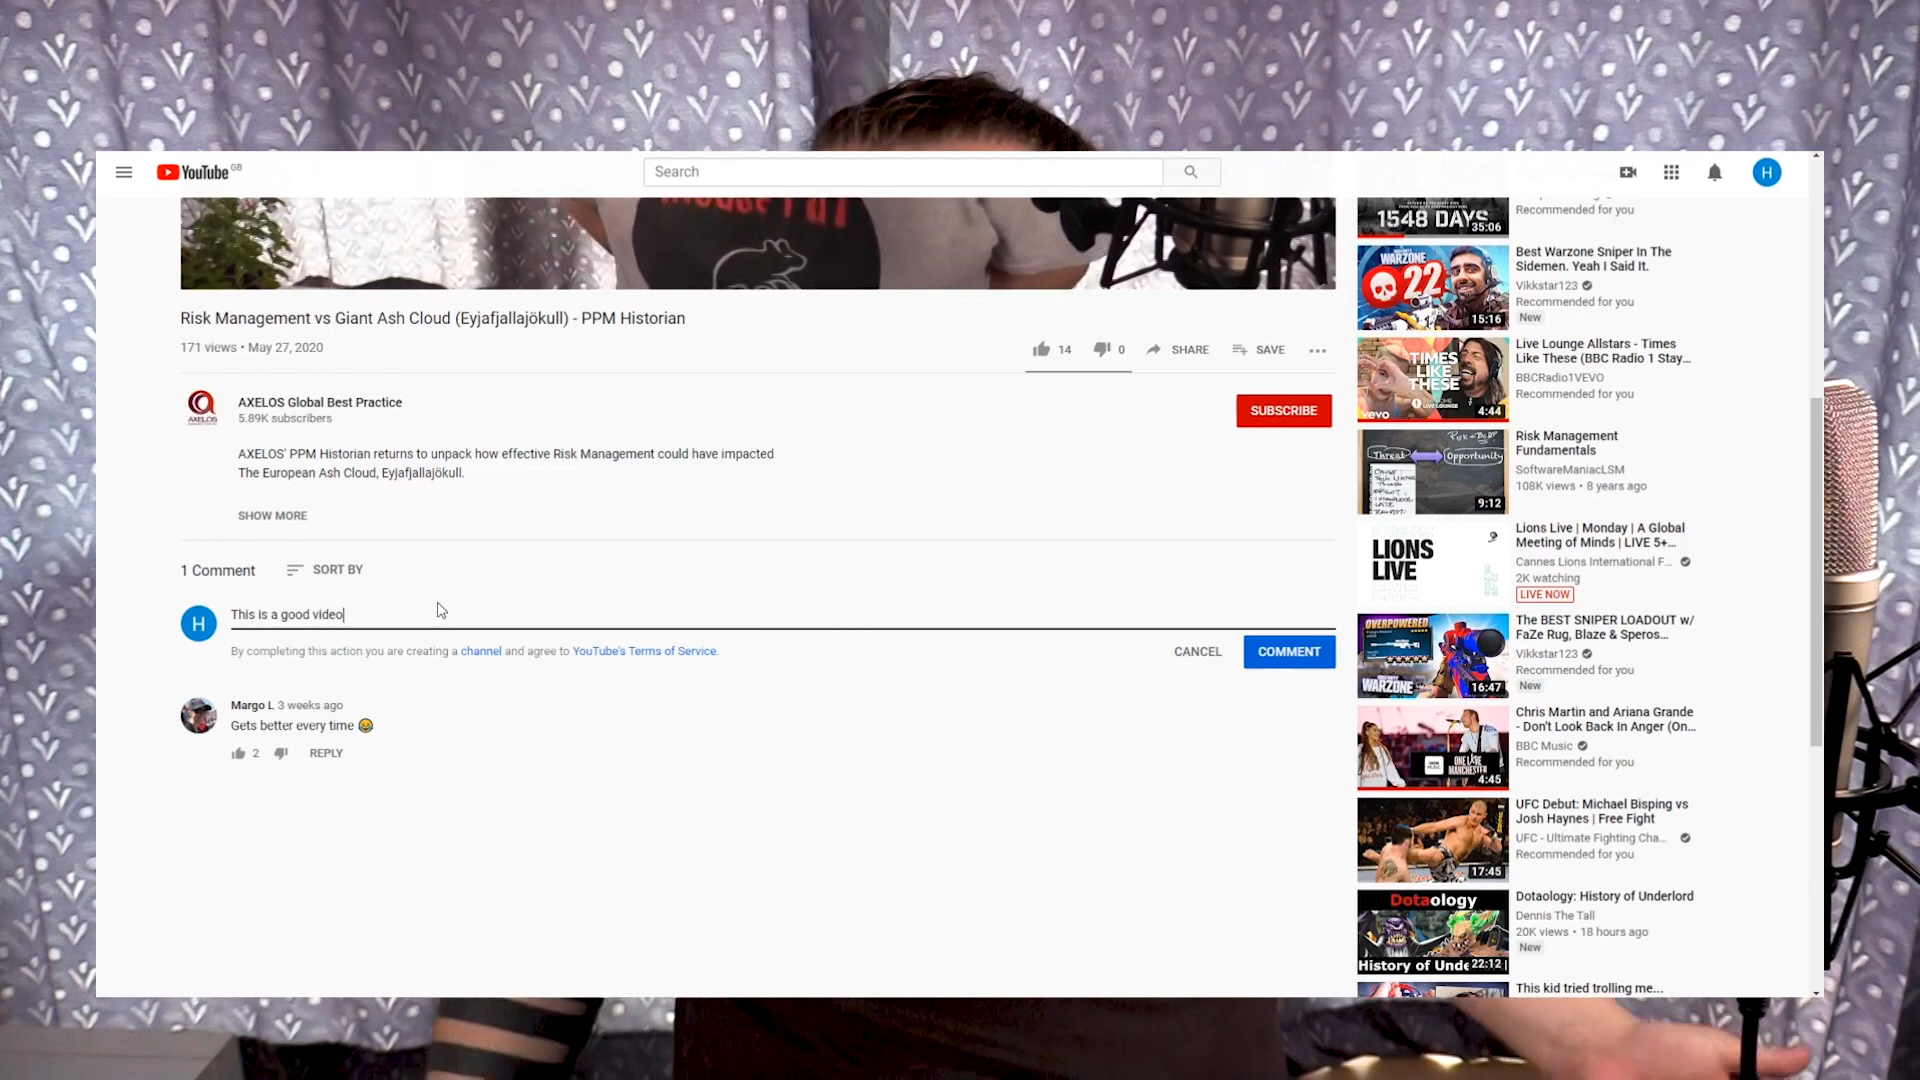 YouTube GB
Search
H
Risk Management vs Giant Ash Cloud (Eyjafjallajökull) - PPM Historian
171 views • May 27, 2020
14
0
SHARE
SAVE
AXELOS
AXELOS Global Best Practice
5.89K subscribers
SUBSCRIBE
AXELOS' PPM Historian returns to unpack how effective Risk Management could have impacted
The European Ash Cloud, Eyjafjallajökull.
SHOW MORE
1 Comment
SORT BY
H
This is a good video
By completing this action you are creating a channel and agree to YouTube's Terms of Service.
CANCEL
COMMENT
Margo L 3 weeks ago
Gets better every time 😂
2
REPLY
1548 DAYS
35:06
Recommended for you
WARZONE
22
15:16
Best Warzone Sniper In The
Sidemen. Yeah I Said It.
Vikkstar123
Recommended for you
New
TIMES
LIKE
THESE
LIVE LOUNGE
vevo
4:44
Live Lounge Allstars - Times
Like These (BBC Radio 1 Stay...
BBCRadio1VEVO
Recommended for you
Threat
Opportunity
9:12
Risk Management
Fundamentals
SoftwareManiacLSM
108K views • 8 years ago
LIONS
LIVE
Lions Live | Monday | A Global
Meeting of Minds | LIVE 5+...
Cannes Lions International F...
2K watching
LIVE NOW
OVERPOWERED
WARZONE
16:47
The BEST SNIPER LOADOUT w/
FaZe Rug, Blaze & Speros...
Vikkstar123
Recommended for you
New
ONE LOVE
MANCHESTER
4:45
Chris Martin and Ariana Grande
- Don't Look Back In Anger (On...
BBC Music
Recommended for you
17:45
UFC Debut: Michael Bisping vs
Josh Haynes | Free Fight
UFC - Ultimate Fighting Cha...
Recommended for you
Dotaology
History of Unde
22:12
Dotaology: History of Underlord
Dennis The Tall
20K views • 18 hours ago
New
This kid tried trolling me...